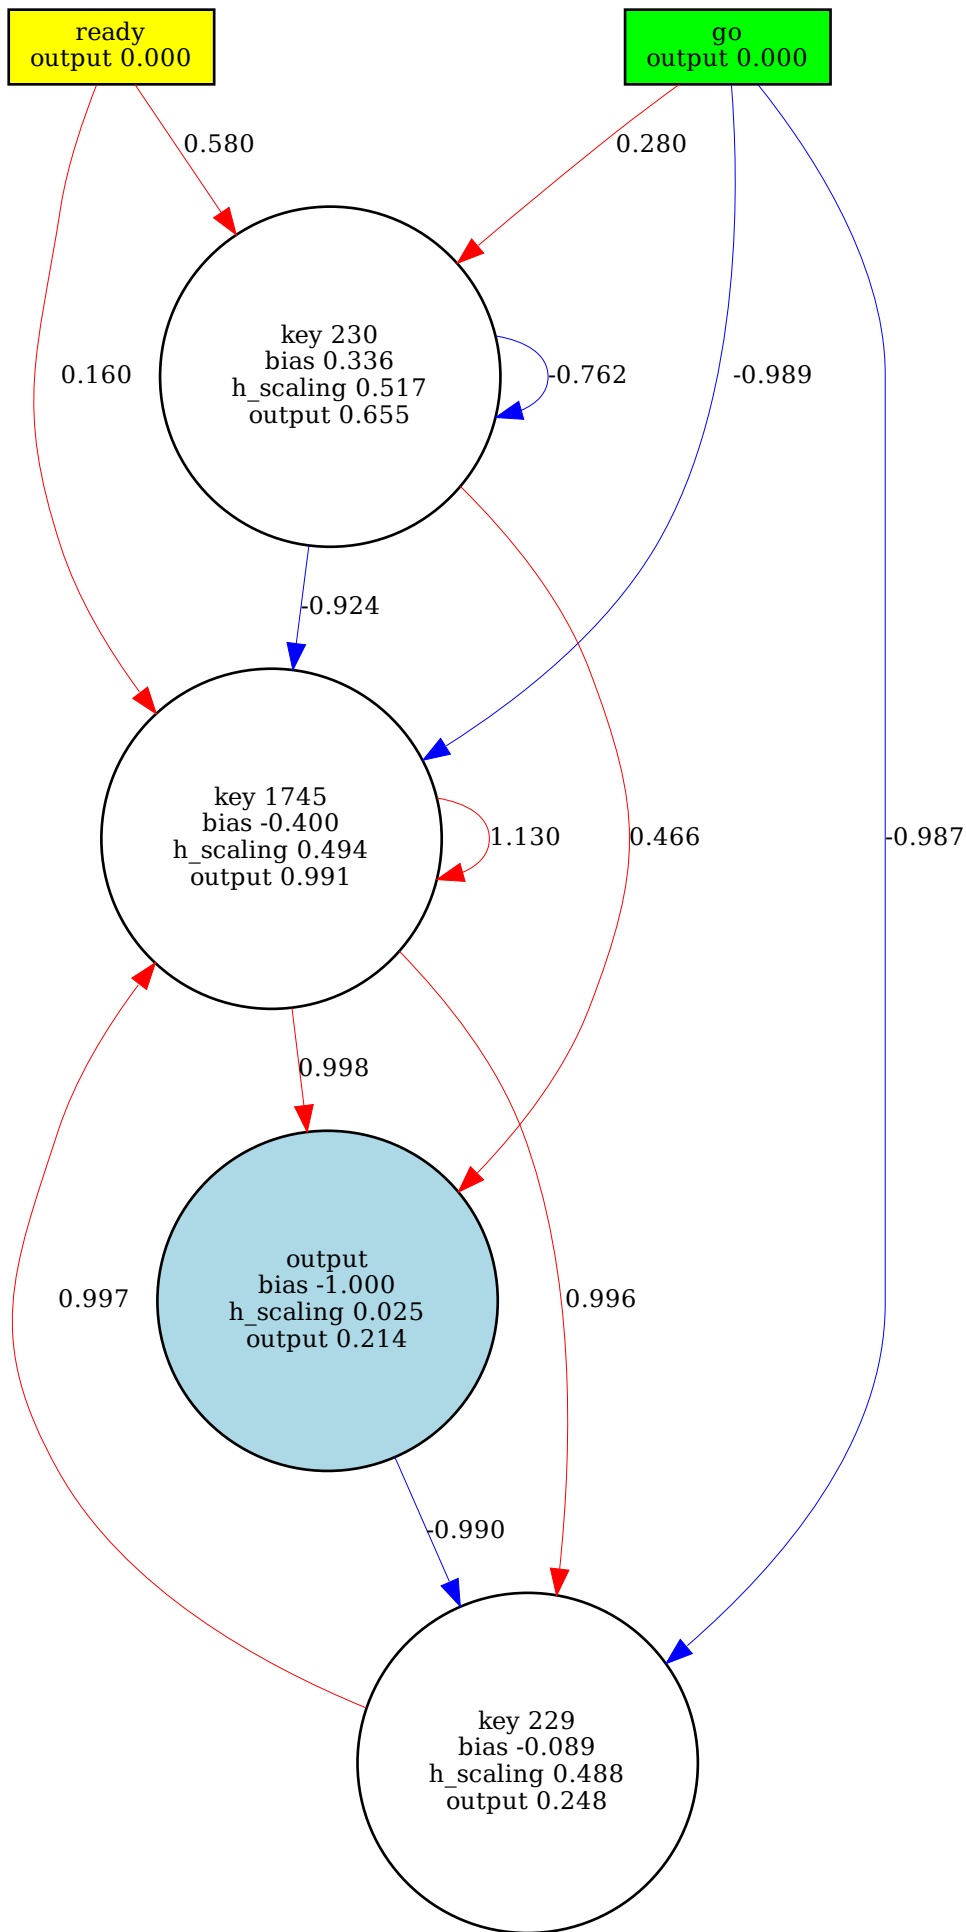 ready
output 0.000
go
output 0.000
0.580
0.280
key 230
bias 0.336
h_scaling 0.517
output 0.655
0.160
-0.762
-0.989
-0.924
key 1745
bias -0.400
h_scaling 0.494
output 0.991
1.130
0.466
-0.987
0.998
output
bias -1.000
h_scaling 0.025
output 0.214
0.997
0.996
-0.990
key 229
bias -0.089
h_scaling 0.488
output 0.248